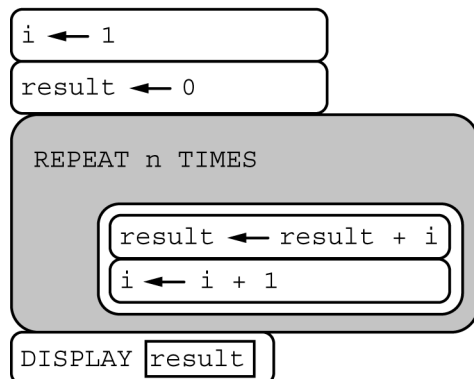 i ← 1
result ← 0
REPEAT n TIMES
result ← result + i
i ← i + 1
DISPLAY result